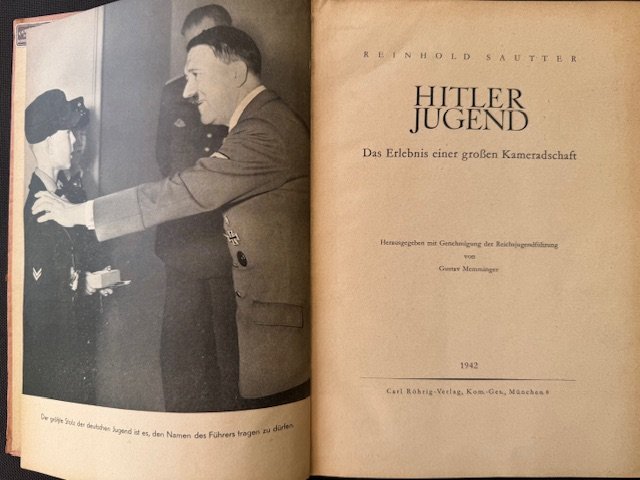 Der größte Stolz der deutschen Jugend ist es, den Namen des Führers tragen zu dürfen.
REINHOLD SAUTTER
HITLER
JUGEND
Das Erlebnis einer großen Kameradschaft
Herausgegeben mit Genehmigung der Reichsjugendführung
von
Gustav Memminger
1942
Carl Röhrig-Verlag, Kom.-Ges., München 8